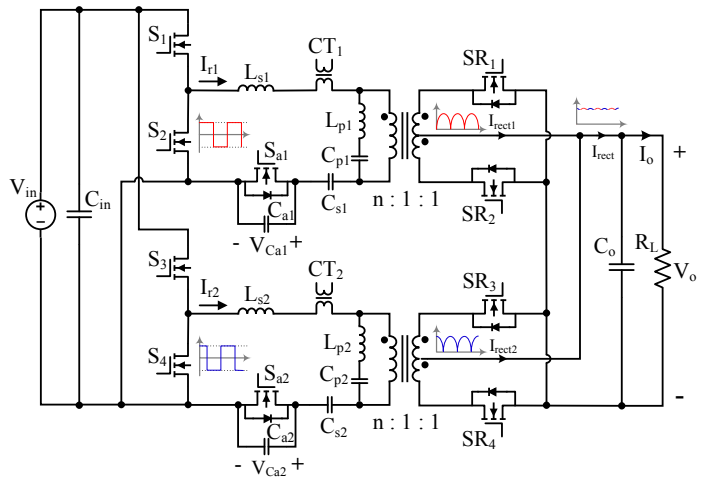 S1
CT1
SR1
Ir1
Ls1
Lp1
S2
Irect1
Irect
Io
+
Sa1
Cp1
Vin
Cin
Ca1
Cs1
n : 1 : 1
SR2
- VCa1 +
S3
CT2
SR3
Co
RL
Vo
Ir2
Ls2
Lp2
S4
Irect2
Sa2
Cp2
-
Ca2
Cs2
n : 1 : 1
SR4
- VCa2 +